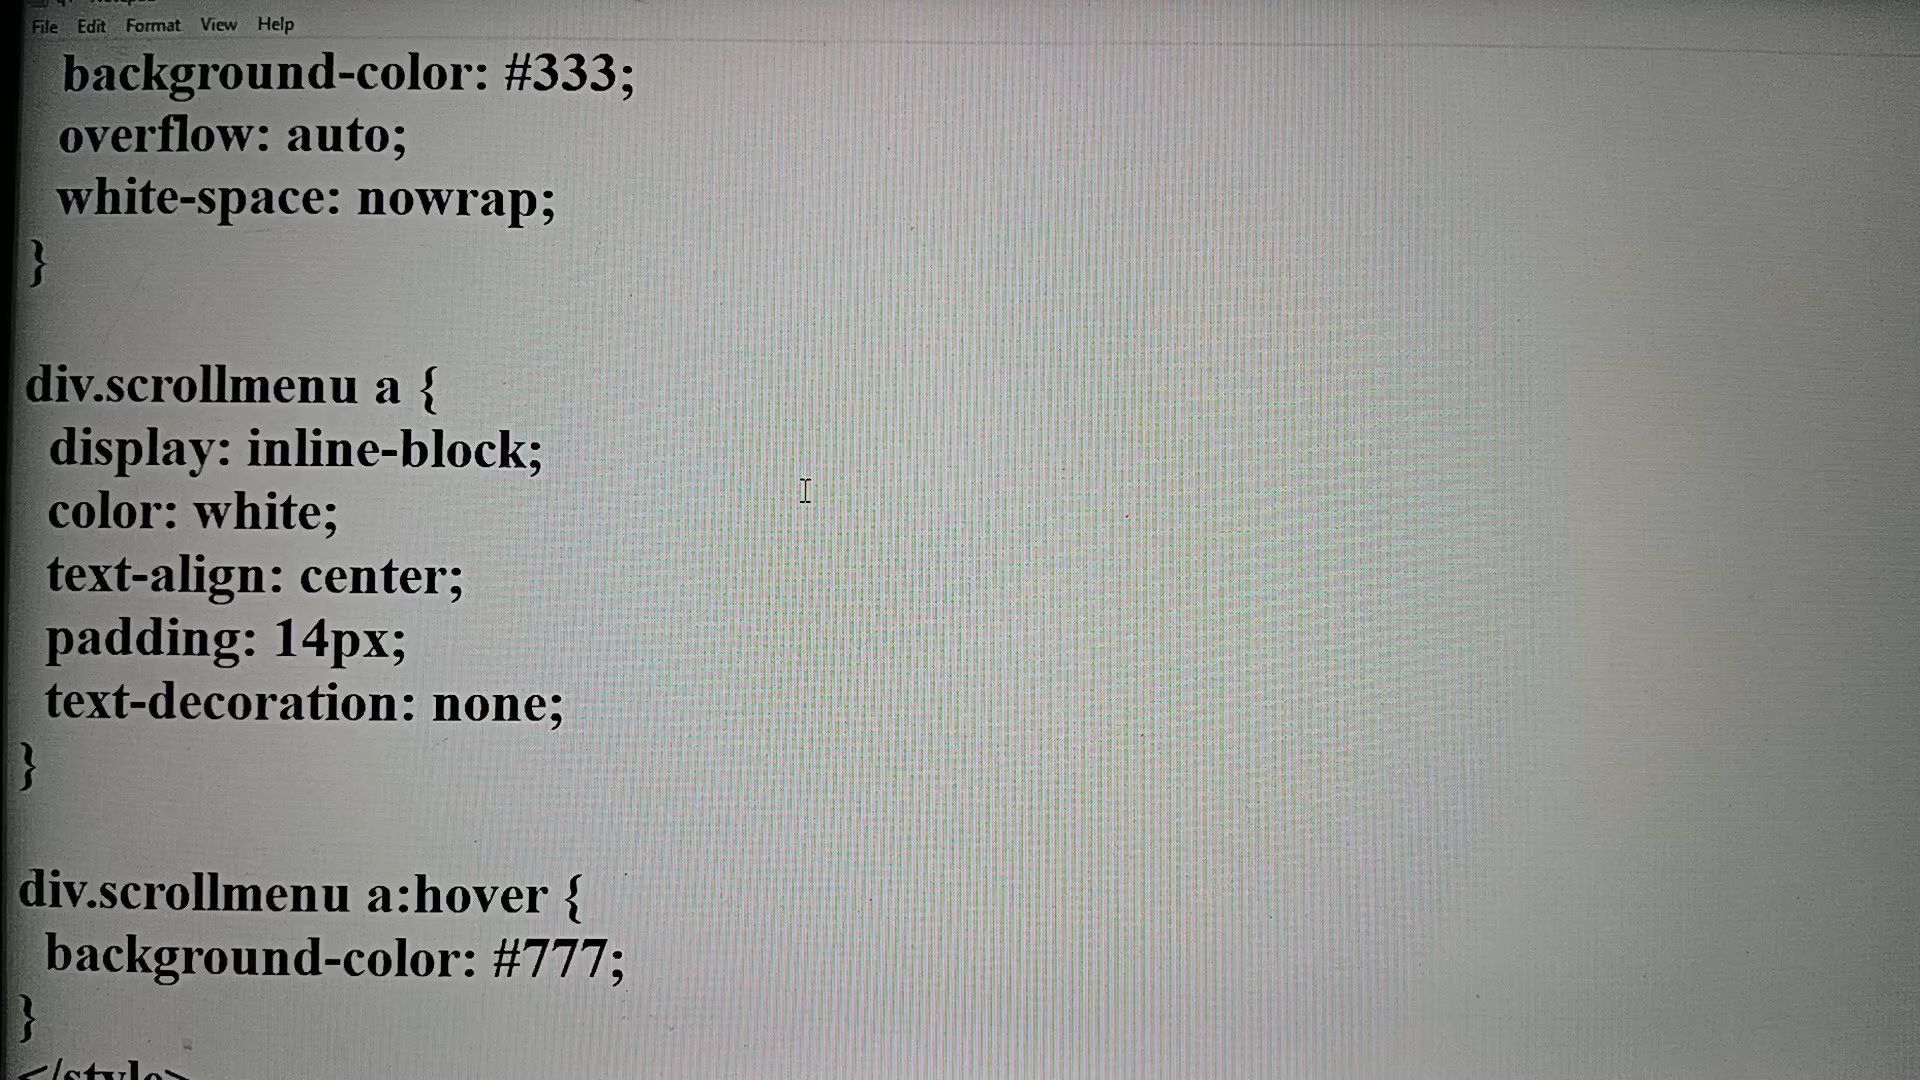 File Edit Format View Help
background-color: #333;
overflow: auto;
white-space: nowrap;
}
div.scrollmenu a {
display: inline-block;
color: white;
text-align: center;
padding: 14px;
text-decoration: none;
}
div.scrollmenu a:hover {
background-color: #777;
}
</style>